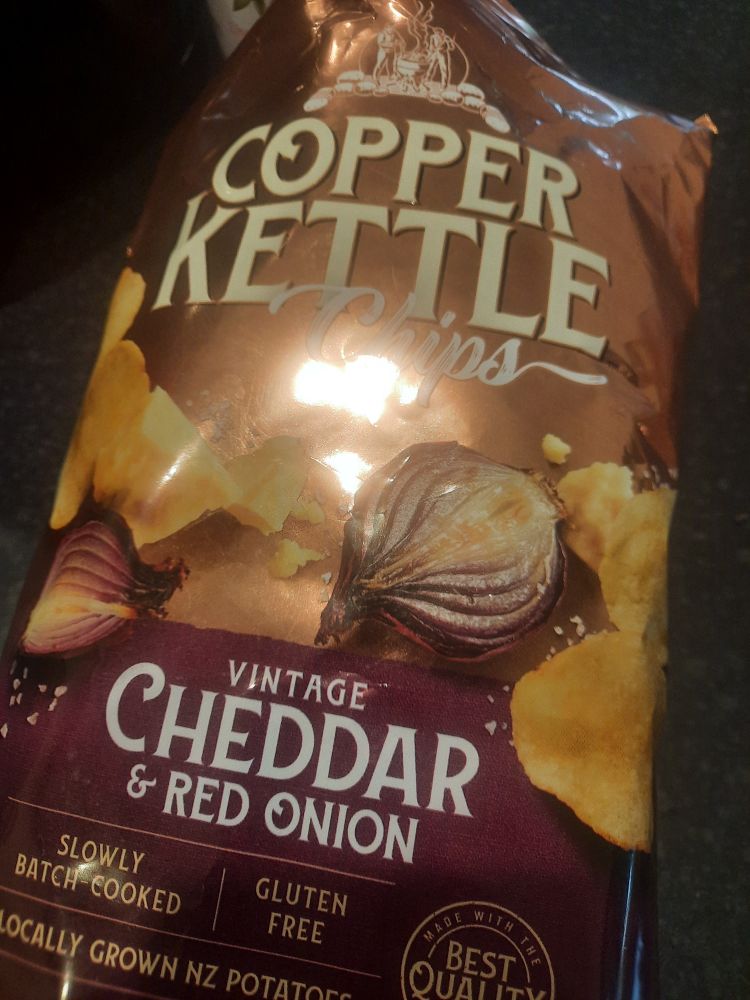 COPPER
KETTLE
Chips
VINTAGE
CHEDDAR
& RED ONION
SLOWLY
BATCH-COOKED
GLUTEN
FREE
LOCALLY GROWN NZ POTATOES
MADE WITH THE
BEST
QUALITY